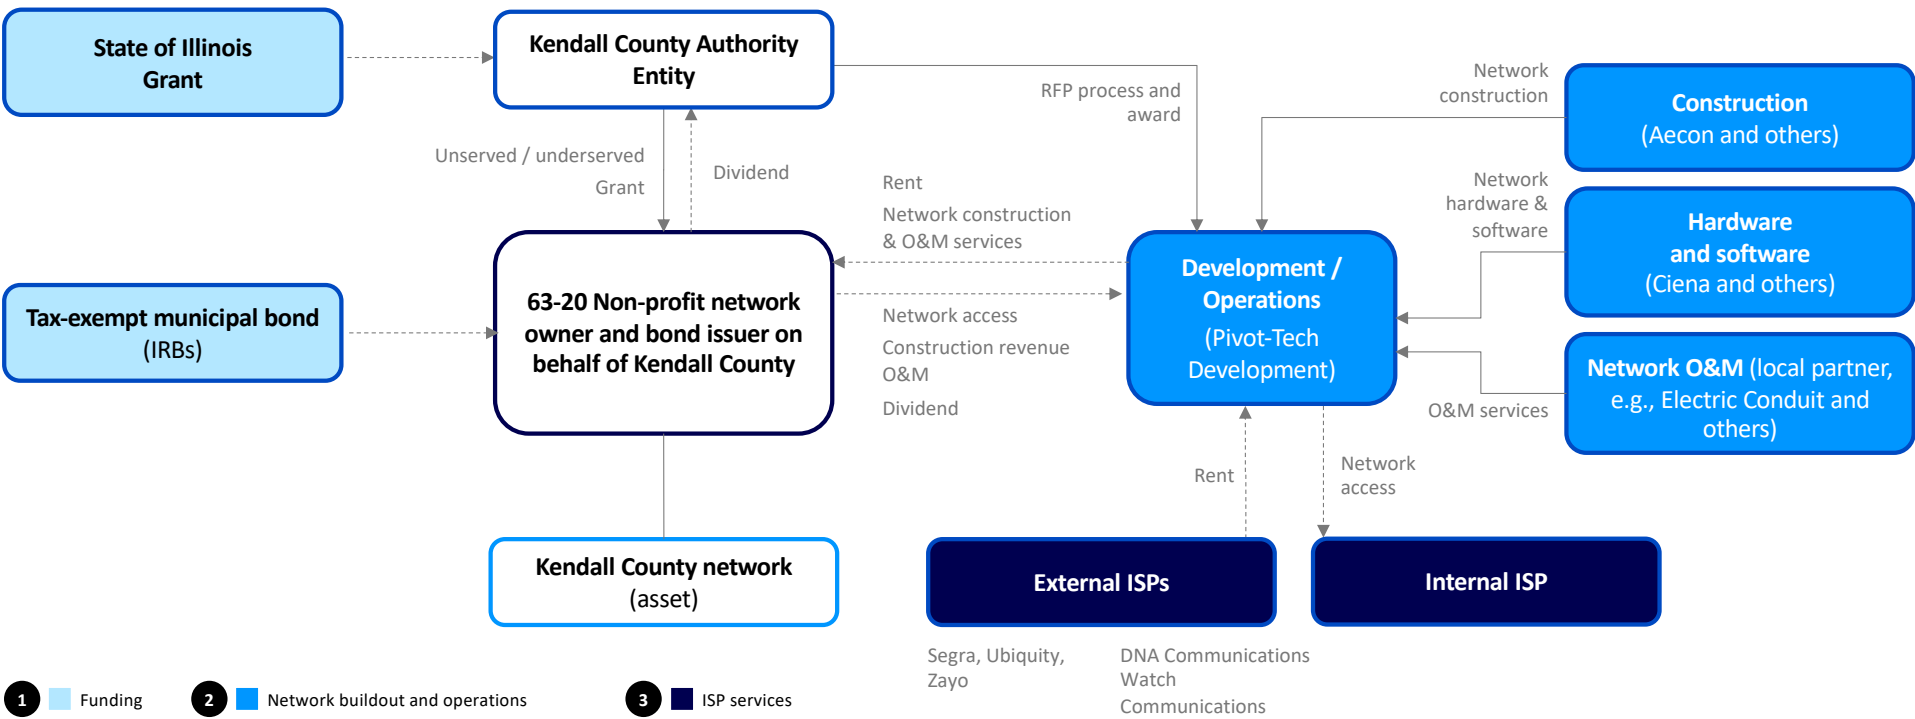 State of Illinois
Grant
Kendall County Authority
Entity
RFP process and
award
Network
construction
Construction
(Aecon and others)
Unserved / underserved
Grant
Dividend
Rent
Network construction
& O&M services
Network
hardware &
software
Hardware
and software
(Ciena and others)
Tax-exempt municipal bond
(IRBs)
63-20 Non-profit network
owner and bond issuer on
behalf of Kendall County
Network access
Construction revenue
O&M
Dividend
Development /
Operations
(Pivot-Tech
Development)
O&M services
Network O&M (local partner,
e.g., Electric Conduit and
others)
Rent
Network
access
Kendall County network
(asset)
External ISPs
Internal ISP
Segra, Ubiquity,
Zayo
DNA Communications
Watch
Communications
1 Funding
2 Network buildout and operations
3 ISP services